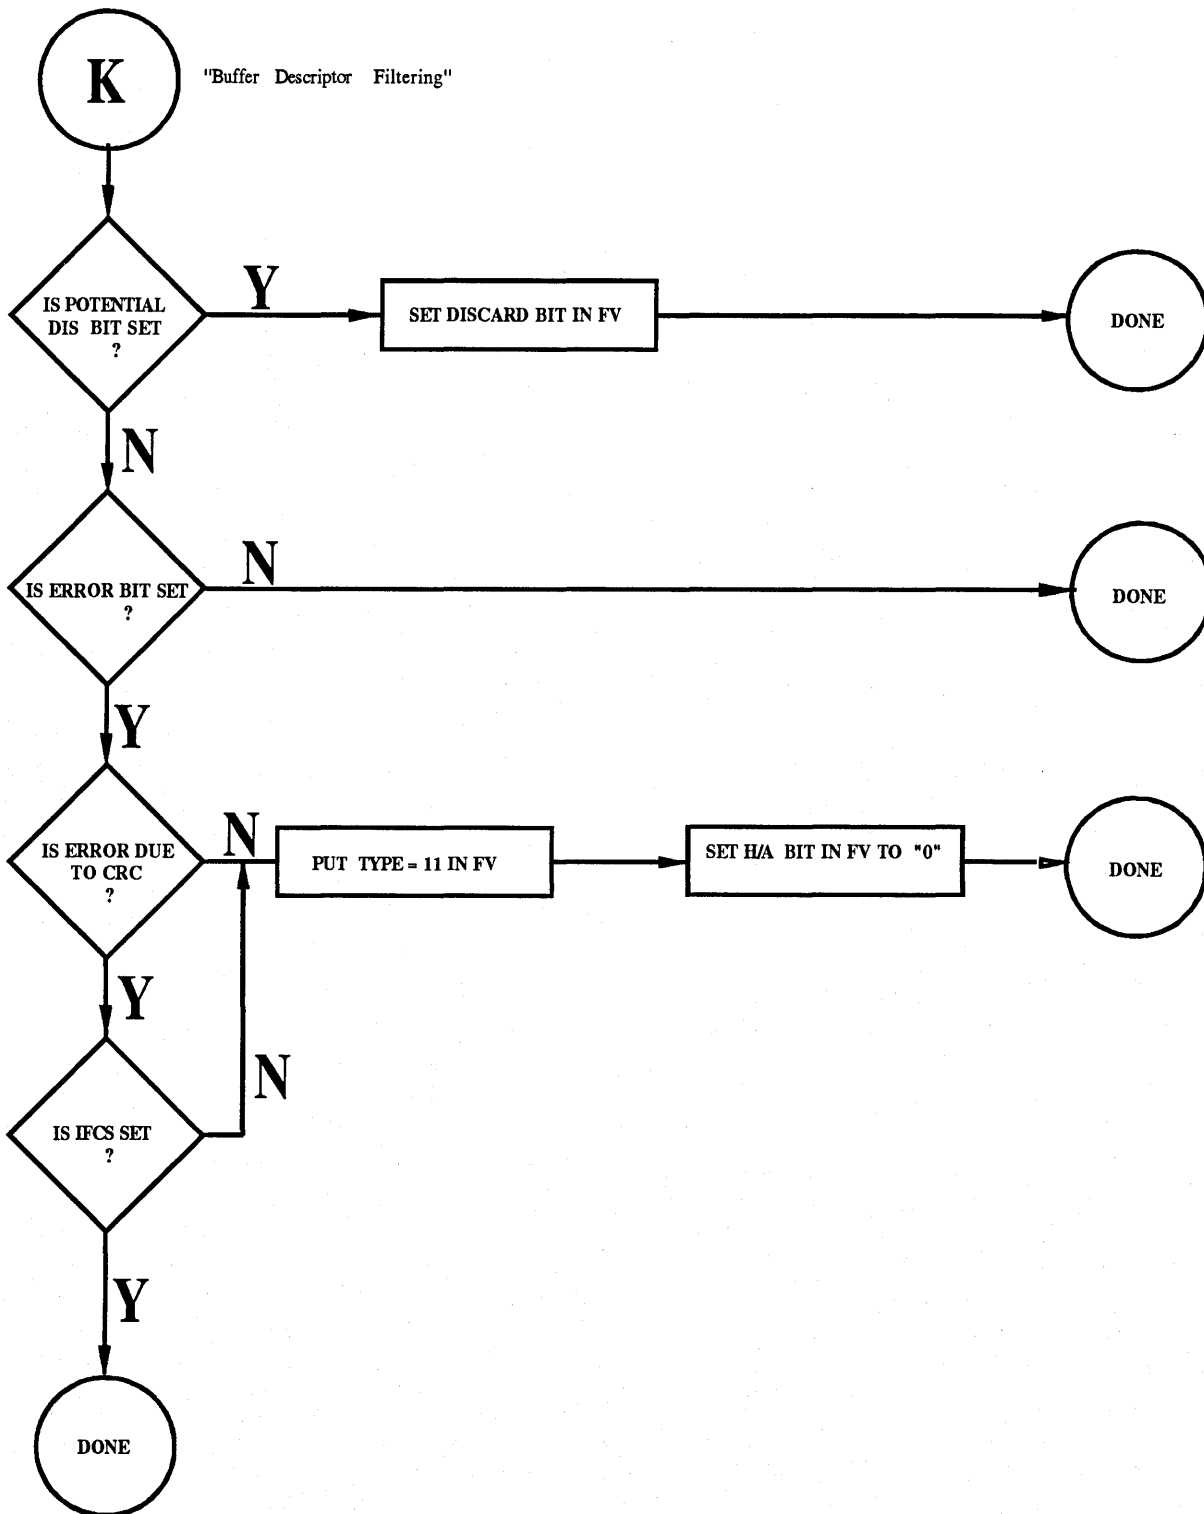 K
"Buffer Descriptor Filtering"
Y
IS POTENTIAL
DIS BIT SET
?
SET DISCARD BIT IN FV
DONE
N
N
IS ERROR BIT SET
?
DONE
Y
N
IS ERROR DUE
TO CRC
?
PUT TYPE = 11 IN FV
SET H/A BIT IN FV TO "0"
DONE
Y
N
IS IFCS SET
?
Y
DONE